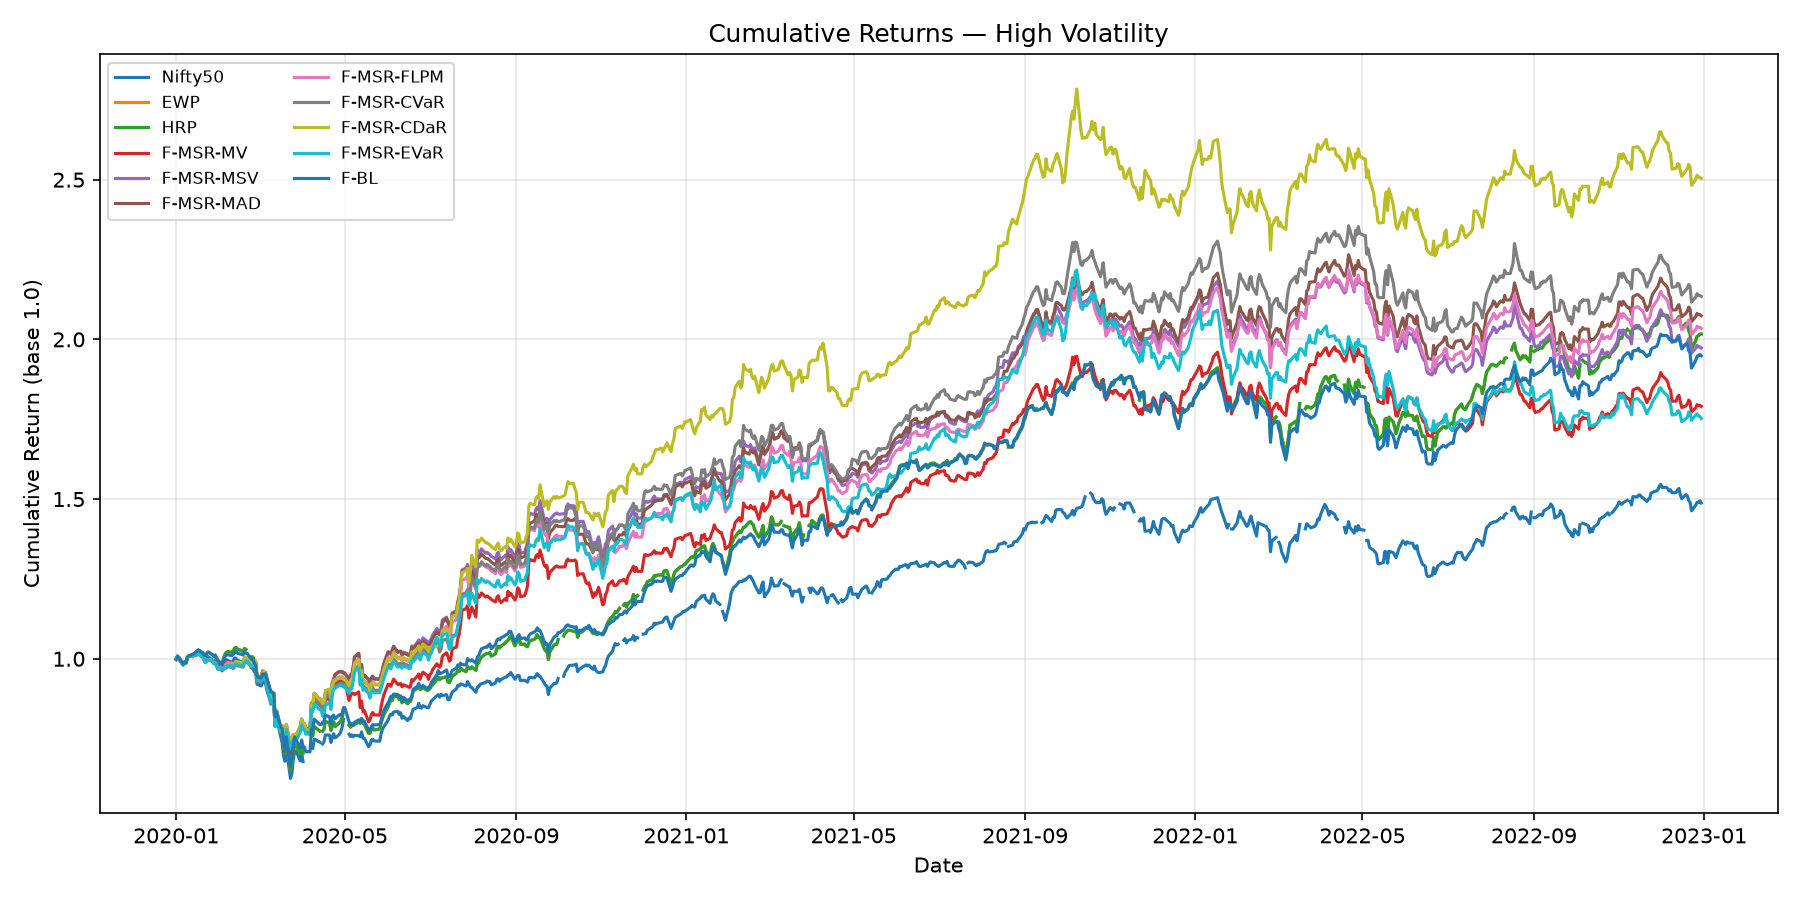 Cumulative Returns — High Volatility
Nifty50
EWP
HRP
F-MSR-MV
F-MSR-MSV
F-MSR-MAD
F-MSR-FLPM
F-MSR-CVaR
F-MSR-CDaR
F-MSR-EVaR
F-BL
Cumulative Return (base 1.0)
2.5
2.0
1.5
1.0
2020-01 2020-05 2020-09 2021-01 2021-05 2021-09 2022-01 2022-05 2022-09 2023-01
Date